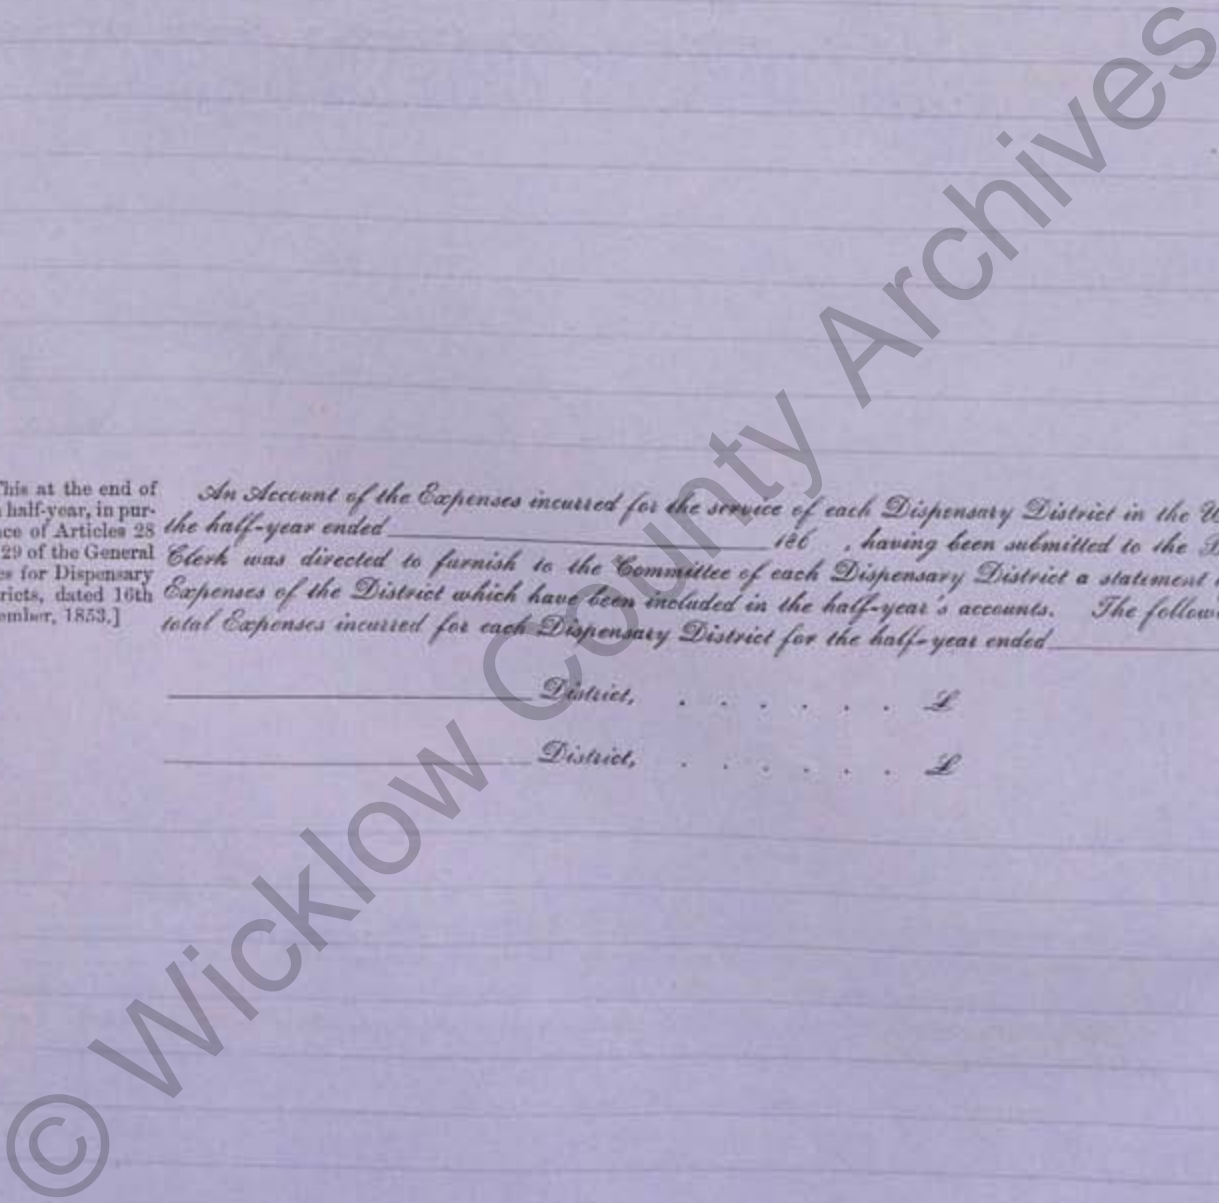 This at the end of
half-year, in pur-
ce of Articles 28
29 of the General
es for Dispensary
ricts, dated 16th
ember, 1853.]
An Account of the Expenses incurred for the service of each Dispensary District in the U
the half-year ended 186 , having been submitted to the B
Clerk was directed to furnish to the Committee of each Dispensary District a statement
Expenses of the District which have been included in the half-year's accounts. The follow
total Expenses incurred for each Dispensary District for the half-year ended
District, . . . . . . £
District, . . . . . . £
© Wicklow County Archives